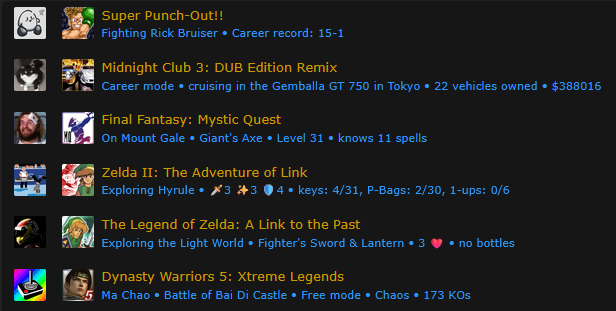 Super Punch-Out!!
Fighting Rick Bruiser • Career record: 15-1
Midnight Club 3: DUB Edition Remix
Career mode • cruising in the Gemballa GT 750 in Tokyo • 22 vehicles owned • $388016
Final Fantasy: Mystic Quest
On Mount Gale • Giant's Axe • Level 31 • knows 11 spells
Zelda II: The Adventure of Link
Exploring Hyrule • 🗡️3 ✨3 🛡️4 • keys: 4/31, P-Bags: 2/30, 1-ups: 0/6
The Legend of Zelda: A Link to the Past
Exploring the Light World • Fighter's Sword & Lantern • 3 ❤️ • no bottles
Dynasty Warriors 5: Xtreme Legends
Ma Chao • Battle of Bai Di Castle • Free mode • Chaos • 173 KOs